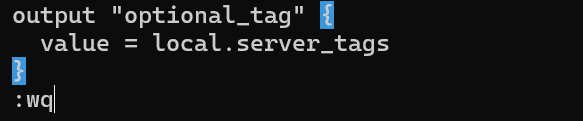 output "optional_tag" {
  value = local.server_tags
}
:wq